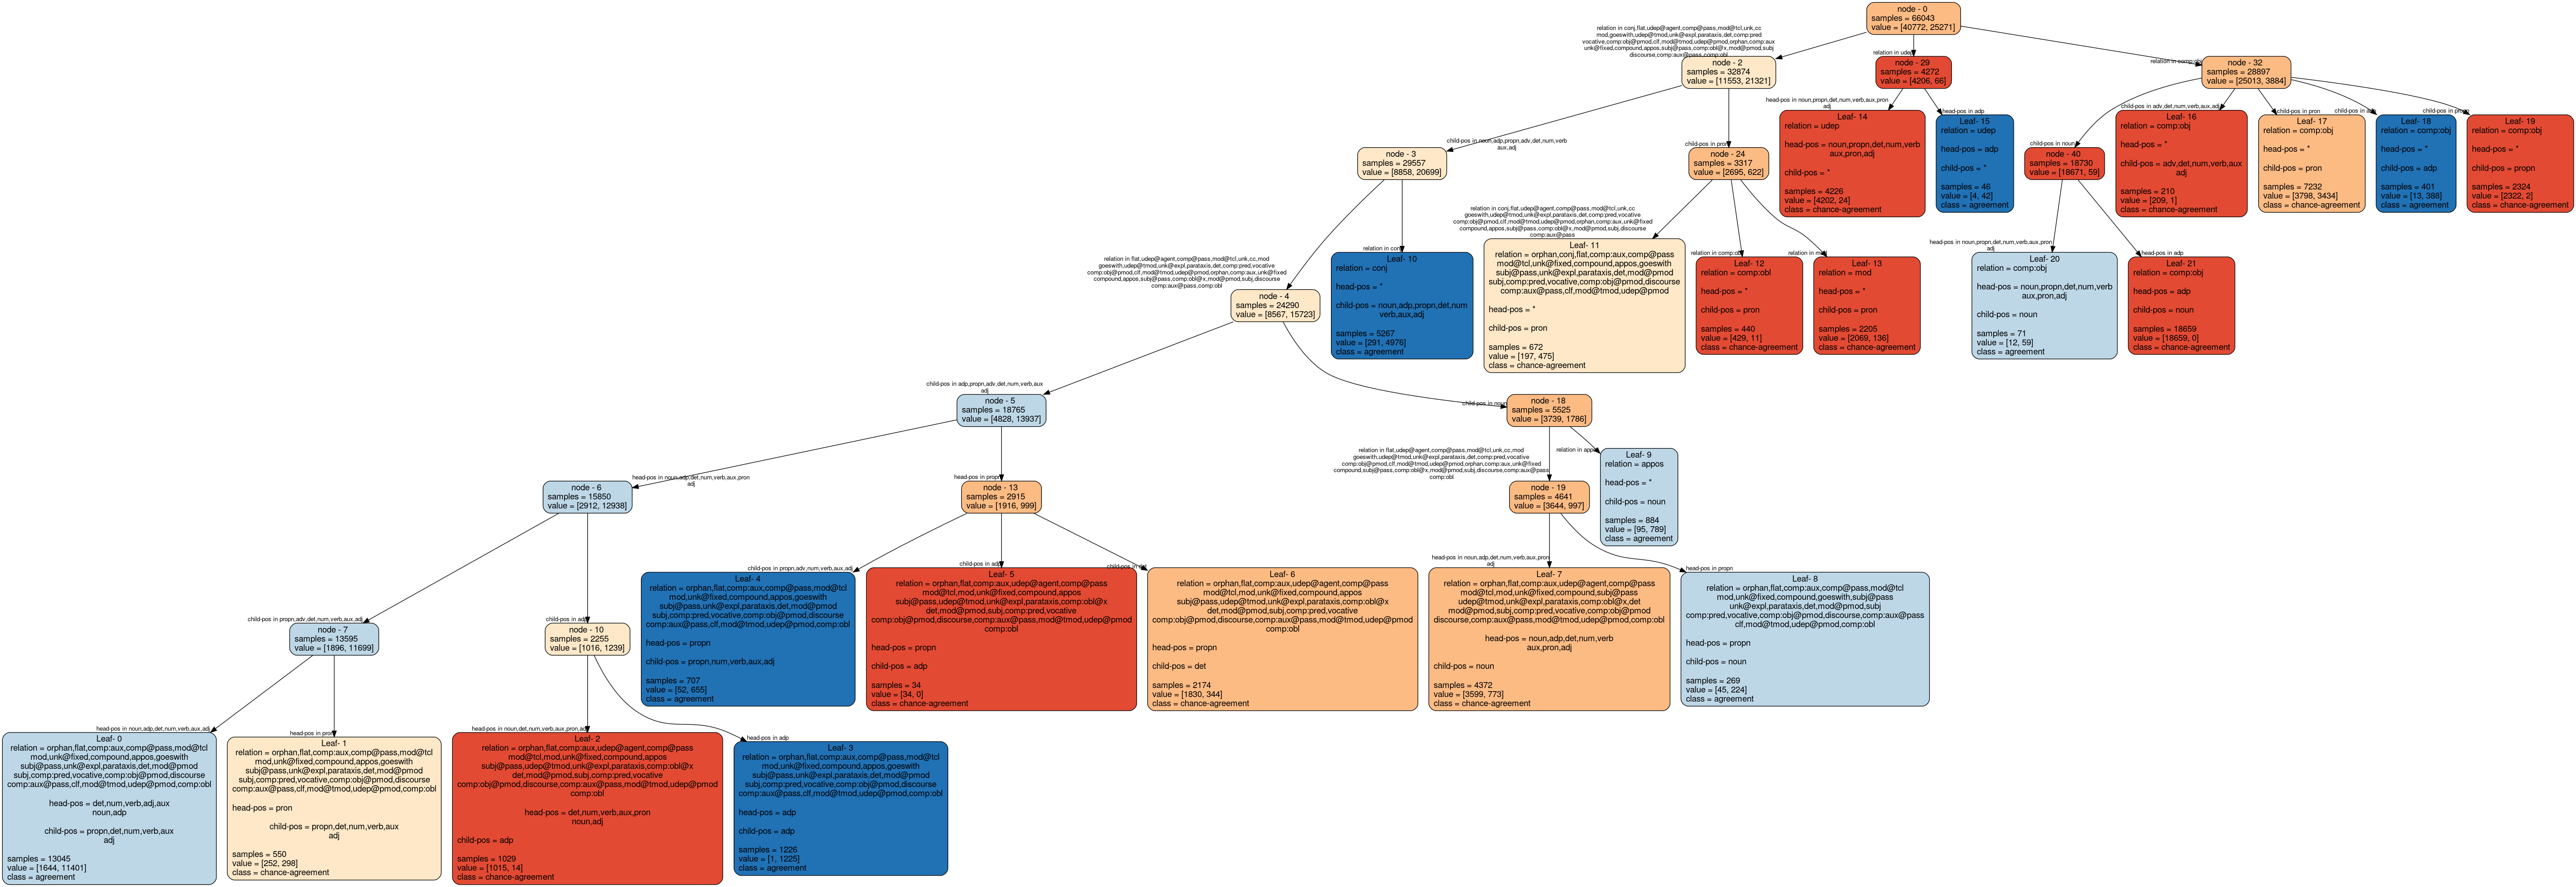 node - 0
samples = 66043
value = [40772, 25271]
relation in conj,flat,udep@agent,comp@pass,mod@tcl,unk,cc
mod,goeswith,udep@tmod,unk@expl,parataxis,det,comp:pred
vocative,comp:obj@pmod,clf,mod@tmod,udep@pmod,orphan,comp:aux
unk@fixed,compound,appos,subj@pass,comp:obl@x,mod@pmod,subj
discourse,comp:aux@pass,comp:obl
node - 2
samples = 32874
value = [11553, 21321]
relation in udep
node - 29
samples = 4272
value = [4206, 66]
relation in comp:obj
node - 32
samples = 28897
value = [25013, 3884]
head-pos in noun,propn,det,num,verb,aux,pron
adj
Leaf- 14
relation = udep
head-pos = noun,propn,det,num,verb
aux,pron,adj
child-pos = *
samples = 4226
value = [4202, 24]
class = chance-agreement
head-pos in adp
Leaf- 15
relation = udep
head-pos = adp
child-pos = *
samples = 46
value = [4, 42]
class = agreement
child-pos in adv,det,num,verb,aux,adj
Leaf- 16
relation = comp:obj
head-pos = *
child-pos = adv,det,num,verb,aux
adj
samples = 210
value = [209, 1]
class = chance-agreement
child-pos in pron
Leaf- 17
relation = comp:obj
head-pos = *
child-pos = pron
samples = 7232
value = [3798, 3434]
class = chance-agreement
child-pos in adp
Leaf- 18
relation = comp:obj
head-pos = *
child-pos = adp
samples = 401
value = [13, 388]
class = agreement
child-pos in propn
Leaf- 19
relation = comp:obj
head-pos = *
child-pos = propn
samples = 2324
value = [2322, 2]
class = chance-agreement
child-pos in noun,adp,propn,adv,det,num,verb
aux,adj
node - 3
samples = 29557
value = [8858, 20699]
child-pos in pron
node - 24
samples = 3317
value = [2695, 622]
child-pos in noun
node - 40
samples = 18730
value = [18671, 59]
relation in flat,udep@agent,comp@pass,mod@tcl,unk,cc,mod
goeswith,udep@tmod,unk@expl,parataxis,det,comp:pred,vocative
comp:obj@pmod,clf,mod@tmod,udep@pmod,orphan,comp:aux,unk@fixed
compound,appos,subj@pass,comp:obl@x,mod@pmod,subj,discourse
comp:aux@pass,comp:obl
node - 4
samples = 24290
value = [8567, 15723]
relation in conj
Leaf- 10
relation = conj
head-pos = *
child-pos = noun,adp,propn,det,num
verb,aux,adj
samples = 5267
value = [291, 4976]
class = agreement
relation in conj,flat,udep@agent,comp@pass,mod@tcl,unk,cc
goeswith,udep@tmod,unk@expl,parataxis,det,comp:pred,vocative
comp:obj@pmod,clf,mod@tmod,udep@pmod,orphan,comp:aux,unk@fixed
compound,appos,subj@pass,comp:obl@x,mod@pmod,subj,discourse
comp:aux@pass
Leaf- 11
relation = orphan,conj,flat,comp:aux,comp@pass
mod@tcl,unk@fixed,compound,appos,goeswith
subj@pass,unk@expl,parataxis,det,mod@pmod
subj,comp:pred,vocative,comp:obj@pmod,discourse
comp:aux@pass,clf,mod@tmod,udep@pmod
head-pos = *
child-pos = pron
samples = 672
value = [197, 475]
class = chance-agreement
relation in comp:obl
Leaf- 12
relation = comp:obl
head-pos = *
child-pos = pron
samples = 440
value = [429, 11]
class = chance-agreement
relation in mod
Leaf- 13
relation = mod
head-pos = *
child-pos = pron
samples = 2205
value = [2069, 136]
class = chance-agreement
head-pos in noun,propn,det,num,verb,aux,pron
adj
Leaf- 20
relation = comp:obj
head-pos = noun,propn,det,num,verb
aux,pron,adj
child-pos = noun
samples = 71
value = [12, 59]
class = agreement
head-pos in adp
Leaf- 21
relation = comp:obj
head-pos = adp
child-pos = noun
samples = 18659
value = [18659, 0]
class = chance-agreement
child-pos in adp,propn,adv,det,num,verb,aux
adj
node - 5
samples = 18765
value = [4828, 13937]
child-pos in noun
node - 18
samples = 5525
value = [3739, 1786]
head-pos in noun,adp,det,num,verb,aux,pron
adj
node - 6
samples = 15850
value = [2912, 12938]
head-pos in propn
node - 13
samples = 2915
value = [1916, 999]
relation in flat,udep@agent,comp@pass,mod@tcl,unk,cc,mod
goeswith,udep@tmod,unk@expl,parataxis,det,comp:pred,vocative
comp:obj@pmod,clf,mod@tmod,udep@pmod,orphan,comp:aux,unk@fixed
compound,subj@pass,comp:obl@x,mod@pmod,subj,discourse,comp:aux@pass
comp:obl
node - 19
samples = 4641
value = [3644, 997]
relation in appos
Leaf- 9
relation = appos
head-pos = *
child-pos = noun
samples = 884
value = [95, 789]
class = agreement
child-pos in propn,adv,det,num,verb,aux,adj
node - 7
samples = 13595
value = [1896, 11699]
child-pos in adp
node - 10
samples = 2255
value = [1016, 1239]
child-pos in propn,adv,num,verb,aux,adj
Leaf- 4
relation = orphan,flat,comp:aux,comp@pass,mod@tcl
mod,unk@fixed,compound,appos,goeswith
subj@pass,unk@expl,parataxis,det,mod@pmod
subj,comp:pred,vocative,comp:obj@pmod,discourse
comp:aux@pass,clf,mod@tmod,udep@pmod,comp:obl
head-pos = propn
child-pos = propn,num,verb,aux,adj
samples = 707
value = [52, 655]
class = agreement
child-pos in adp
Leaf- 5
relation = orphan,flat,comp:aux,udep@agent,comp@pass
mod@tcl,mod,unk@fixed,compound,appos
subj@pass,udep@tmod,unk@expl,parataxis,comp:obl@x
det,mod@pmod,subj,comp:pred,vocative
comp:obj@pmod,discourse,comp:aux@pass,mod@tmod,udep@pmod
comp:obl
head-pos = propn
child-pos = adp
samples = 34
value = [34, 0]
class = chance-agreement
child-pos in det
Leaf- 6
relation = orphan,flat,comp:aux,udep@agent,comp@pass
mod@tcl,mod,unk@fixed,compound,appos
subj@pass,udep@tmod,unk@expl,parataxis,comp:obl@x
det,mod@pmod,subj,comp:pred,vocative
comp:obj@pmod,discourse,comp:aux@pass,mod@tmod,udep@pmod
comp:obl
head-pos = propn
child-pos = det
samples = 2174
value = [1830, 344]
class = chance-agreement
head-pos in noun,adp,det,num,verb,aux,pron
adj
Leaf- 7
relation = orphan,flat,comp:aux,udep@agent,comp@pass
mod@tcl,mod,unk@fixed,compound,subj@pass
udep@tmod,unk@expl,parataxis,comp:obl@x,det
mod@pmod,subj,comp:pred,vocative,comp:obj@pmod
discourse,comp:aux@pass,mod@tmod,udep@pmod,comp:obl
head-pos = noun,adp,det,num,verb
aux,pron,adj
child-pos = noun
samples = 4372
value = [3599, 773]
class = chance-agreement
head-pos in propn
Leaf- 8
relation = orphan,flat,comp:aux,comp@pass,mod@tcl
mod,unk@fixed,compound,goeswith,subj@pass
unk@expl,parataxis,det,mod@pmod,subj
comp:pred,vocative,comp:obj@pmod,discourse,comp:aux@pass
clf,mod@tmod,udep@pmod,comp:obl
head-pos = propn
child-pos = noun
samples = 269
value = [45, 224]
class = agreement
head-pos in noun,adp,det,num,verb,aux,adj
Leaf- 0
relation = orphan,flat,comp:aux,comp@pass,mod@tcl
mod,unk@fixed,compound,appos,goeswith
subj@pass,unk@expl,parataxis,det,mod@pmod
subj,comp:pred,vocative,comp:obj@pmod,discourse
comp:aux@pass,clf,mod@tmod,udep@pmod,comp:obl
head-pos = det,num,verb,adj,aux
noun,adp
child-pos = propn,det,num,verb,aux
adj
samples = 13045
value = [1644, 11401]
class = agreement
head-pos in pron
Leaf- 1
relation = orphan,flat,comp:aux,comp@pass,mod@tcl
mod,unk@fixed,compound,appos,goeswith
subj@pass,unk@expl,parataxis,det,mod@pmod
subj,comp:pred,vocative,comp:obj@pmod,discourse
comp:aux@pass,clf,mod@tmod,udep@pmod,comp:obl
head-pos = pron
child-pos = propn,det,num,verb,aux
adj
samples = 550
value = [252, 298]
class = chance-agreement
head-pos in noun,det,num,verb,aux,pron,adj
Leaf- 2
relation = orphan,flat,comp:aux,udep@agent,comp@pass
mod@tcl,mod,unk@fixed,compound,appos
subj@pass,udep@tmod,unk@expl,parataxis,comp:obl@x
det,mod@pmod,subj,comp:pred,vocative
comp:obj@pmod,discourse,comp:aux@pass,mod@tmod,udep@pmod
comp:obl
head-pos = det,num,verb,aux,pron
noun,adj
child-pos = adp
samples = 1029
value = [1015, 14]
class = chance-agreement
head-pos in adp
Leaf- 3
relation = orphan,flat,comp:aux,comp@pass,mod@tcl
mod,unk@fixed,compound,appos,goeswith
subj@pass,unk@expl,parataxis,det,mod@pmod
subj,comp:pred,vocative,comp:obj@pmod,discourse
comp:aux@pass,clf,mod@tmod,udep@pmod,comp:obl
head-pos = adp
child-pos = adp
samples = 1226
value = [1, 1225]
class = agreement